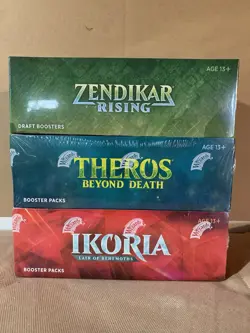 ZENDIKAR
RISING
AGE 13+
DRAFT BOOSTERS
THEROS
BEYOND DEATH
AGE 13+
BOOSTER PACKS
IKORIA
LAIR OF BEHEMOTHS
AGE 13+
BOOSTER PACKS